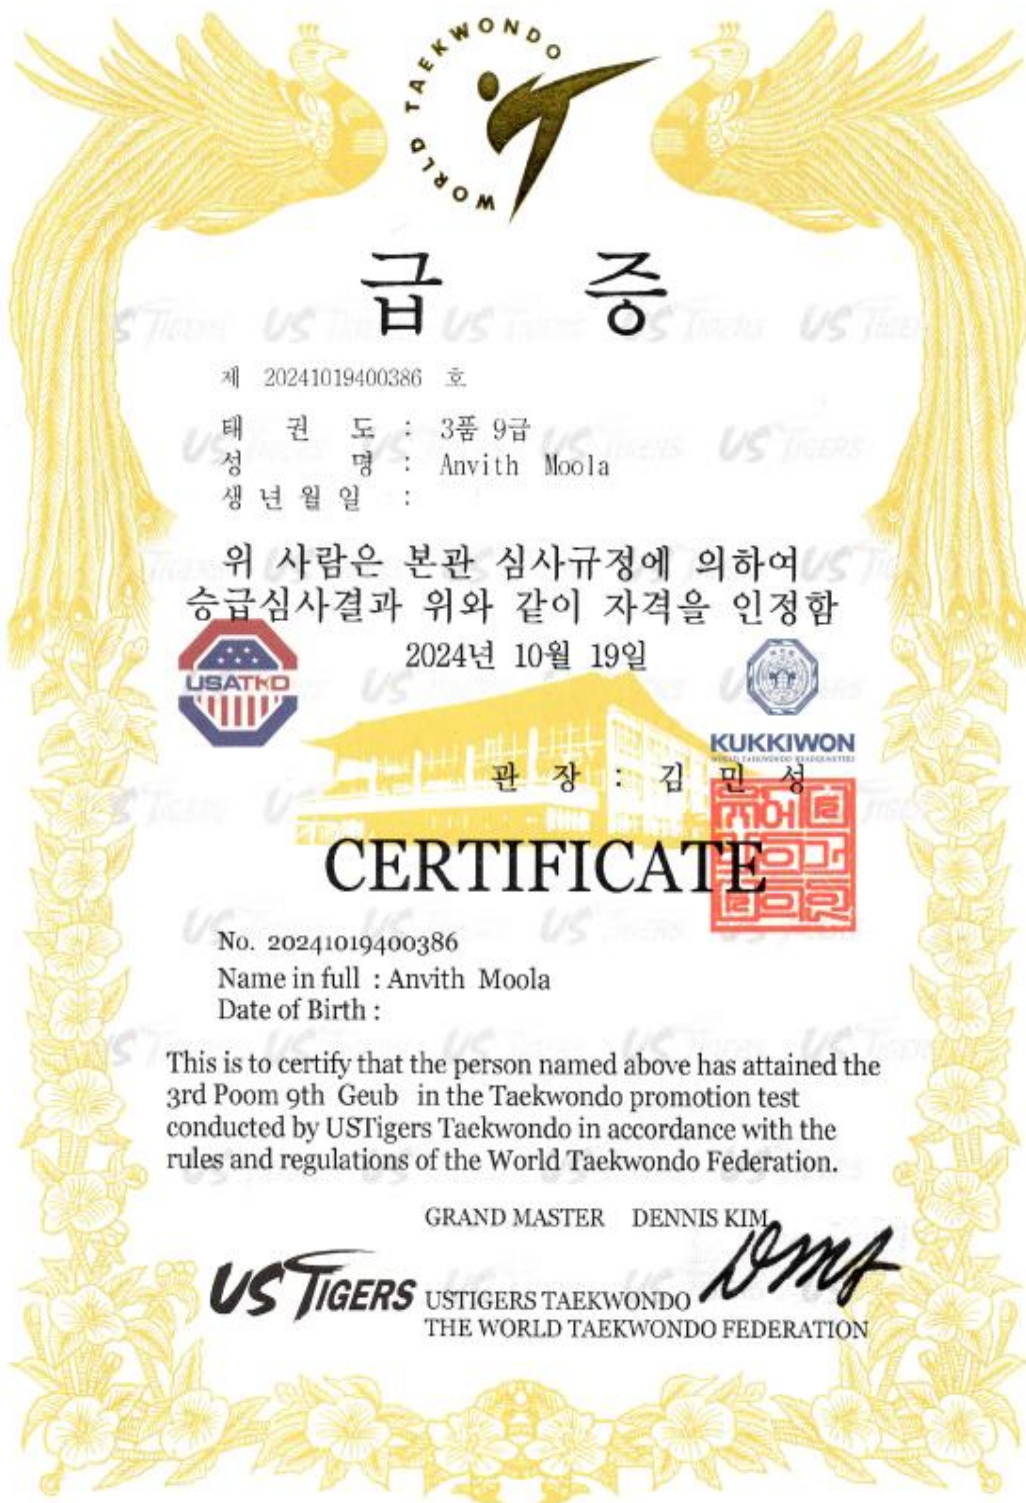 WORLD TAEKWONDO
급 증
제 20241019400386 호
태 권 도 : 3품 9급
성 명 : Anvith Moola
생 년 월 일 :
위 사람은 본관 심사규정에 의하여
승급심사결과 위와 같이 자격을 인정함
2024년 10월 19일
USATKD
KUKKIWON
WORLD TAEKWONDO HEADQUARTERS
관 장 : 김 민 성
CERTIFICATE
No. 20241019400386
Name in full : Anvith Moola
Date of Birth :
This is to certify that the person named above has attained the
3rd Poom 9th Geub in the Taekwondo promotion test
conducted by USTigers Taekwondo in accordance with the
rules and regulations of the World Taekwondo Federation.
GRAND MASTER DENNIS KIM
US TIGERS
USTIGERS TAEKWONDO
THE WORLD TAEKWONDO FEDERATION